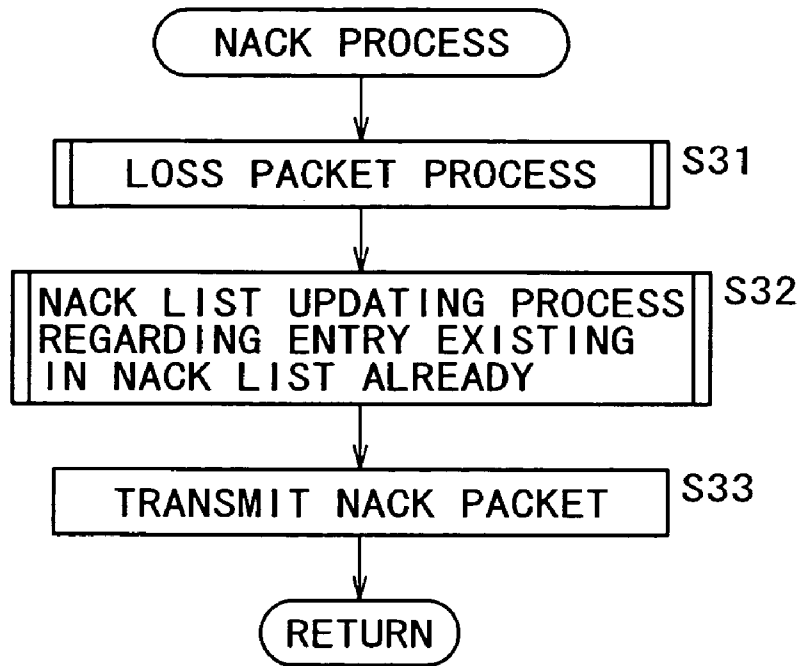 NACK PROCESS
LOSS PACKET PROCESS
S31
NACK LIST UPDATING PROCESS
REGARDING ENTRY EXISTING
IN NACK LIST ALREADY
S32
TRANSMIT NACK PACKET
S33
RETURN